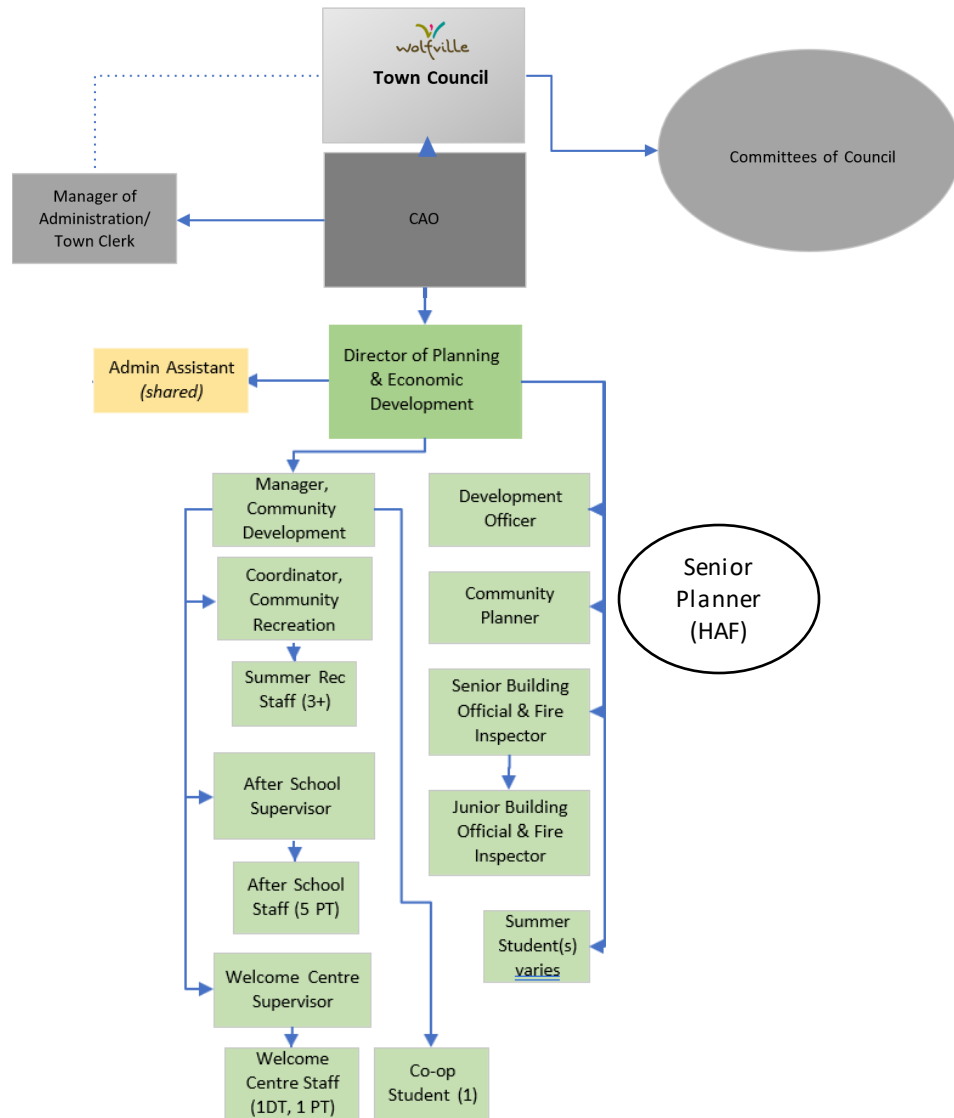 wolfville
Town Council
Committees of Council
Manager of
Administration/
Town Clerk
CAO
Director of Planning
& Economic
Development
Admin Assistant
(shared)
Manager,
Community
Development
Development
Officer
Senior
Planner
(HAF)
Coordinator,
Community
Recreation
Community
Planner
Summer Rec
Staff (3+)
Senior Building
Official & Fire
Inspector
After School
Supervisor
Junior Building
Official & Fire
Inspector
After School
Staff (5 PT)
Summer
Student(s)
varies
Welcome Centre
Supervisor
Welcome
Centre Staff
(1DT, 1 PT)
Co-op
Student (1)